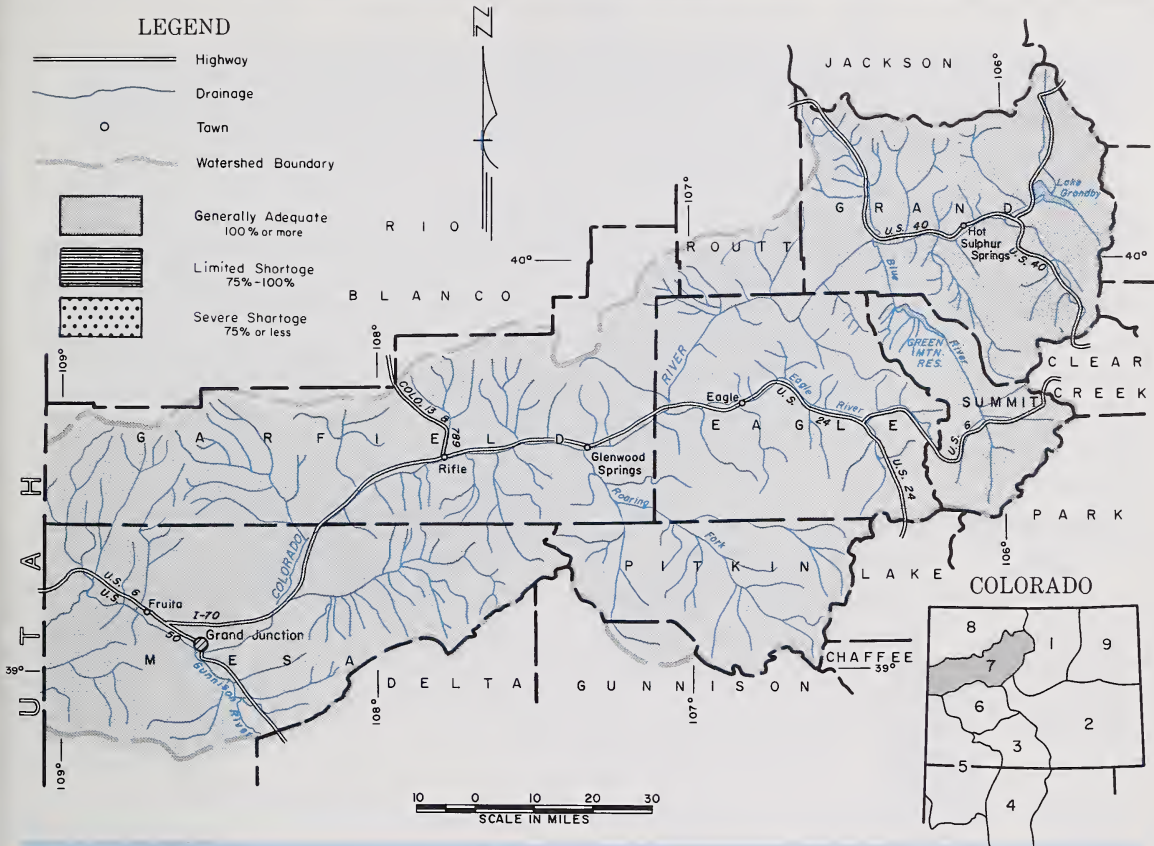 LEGEND
Highway
Drainage
Tawn
Watershed Boundary
Generally Adequate
100% or more
Limited Shortage
75%-100%
Severe Shortage
75% or less
JACKSON
106°
107°
Lake
Granby
RIO
GRAND
U.S. 40
Hot
Sulphur
Springs
U.S. 40
ROUTT
40°
40°
Blue
River
BLANCO
GREEN
MTN.
RES.
108°
109°
CLEAR
CREEK
SUMMIT
COLO. 13 & 789
RIVER
Eagle
Eagle
River
U.S. 24
EAGLE
U.S. 6
GARFIELD
Rifle
Glenwood
Springs
U.S. 24
Roaring
Fork
PARK
106°
UTAH
COLORADO
PITKIN
LAKE
COLORADO
U.S. 6
U.S. 50
Fruita
I-70
Grand Junction
MESA
Gunnison River
39°
CHAFFEE
39°
DELTA
GUNNISON
108°
107°
109°
8
1
9
7
6
2
3
5
4
10 0 10 20 30
SCALE IN MILES